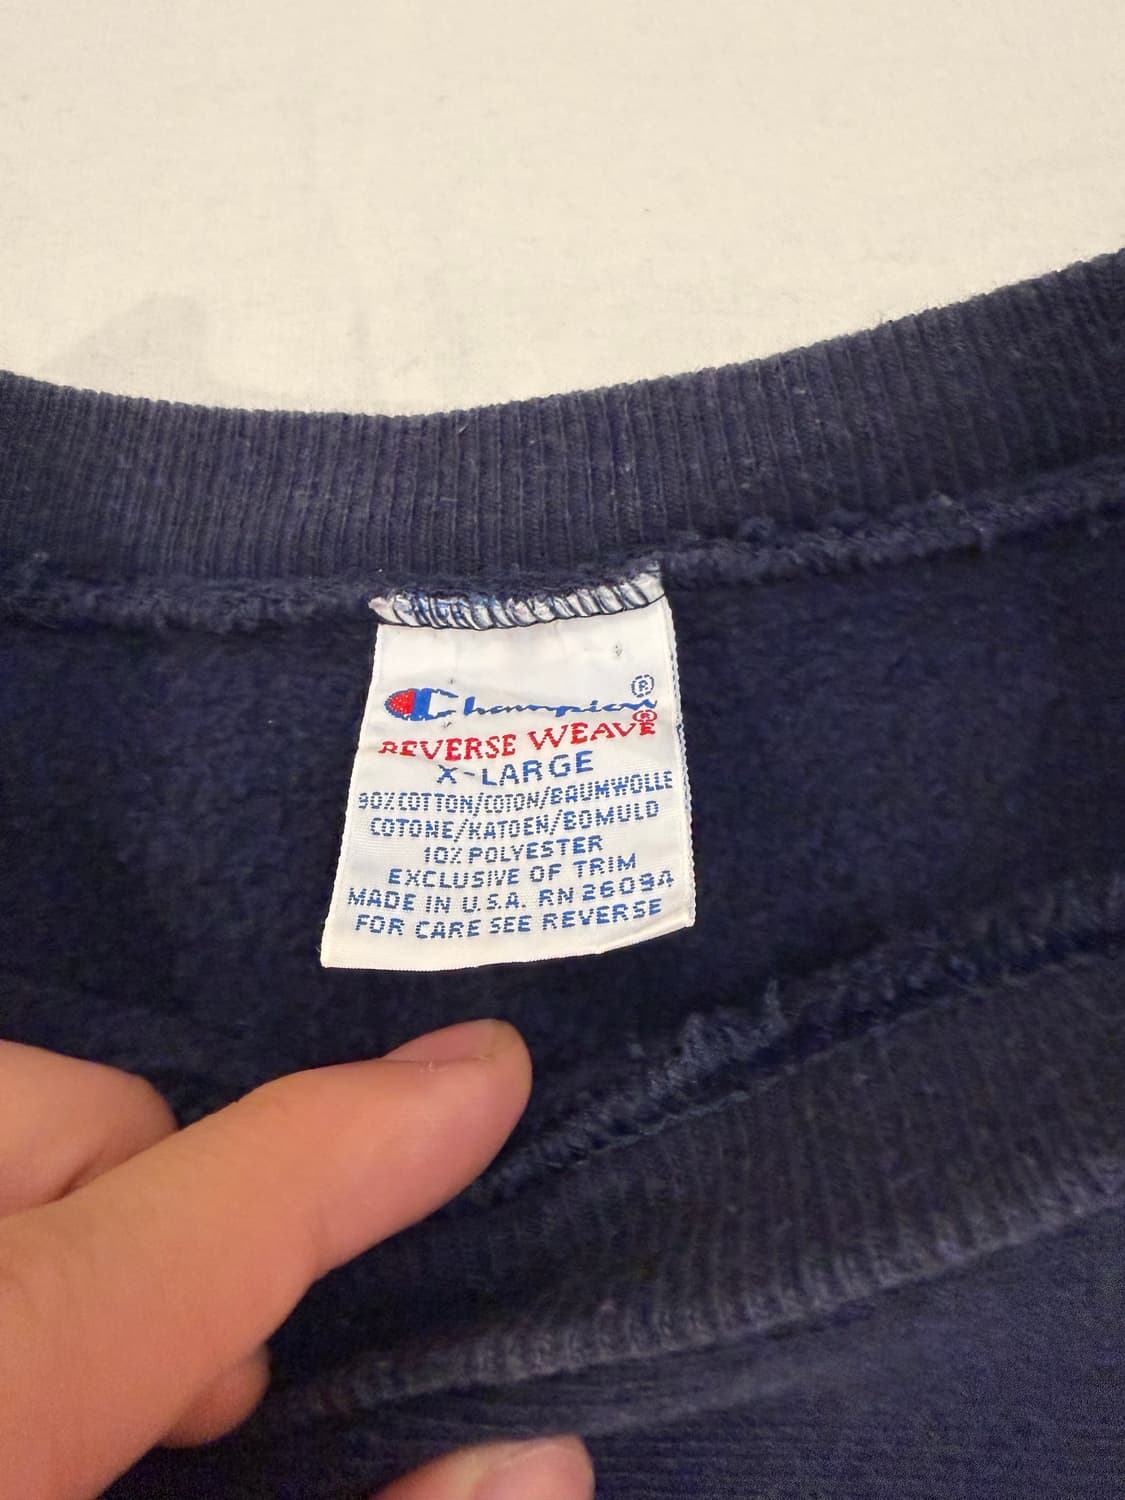 Champion®
REVERSE WEAVE®
X-LARGE
90% COTTON/COTON/BAUMWOLLE
COTONE/KATOEN/BOMULD
10% POLYESTER
EXCLUSIVE OF TRIM
MADE IN U.S.A. RN 26094
FOR CARE SEE REVERSE